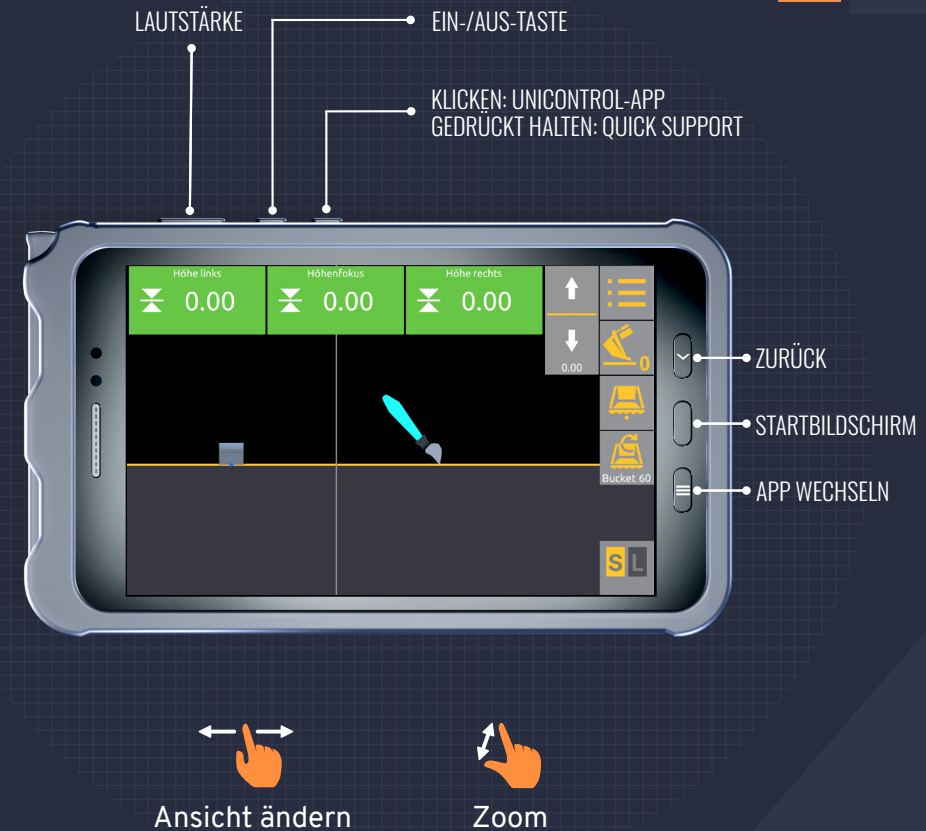 LAUTSTÄRKE
EIN-/AUS-TASTE
KLICKEN: UNICONTROL-APP
GEDRÜCKT HALTEN: QUICK SUPPORT
Höhe links
0.00
Höhenfokus
0.00
Höhe rechts
0.00
0.00
0
Bucket 60
S L
ZURÜCK
STARTBILDSCHIRM
APP WECHSELN
Ansicht ändern
Zoom